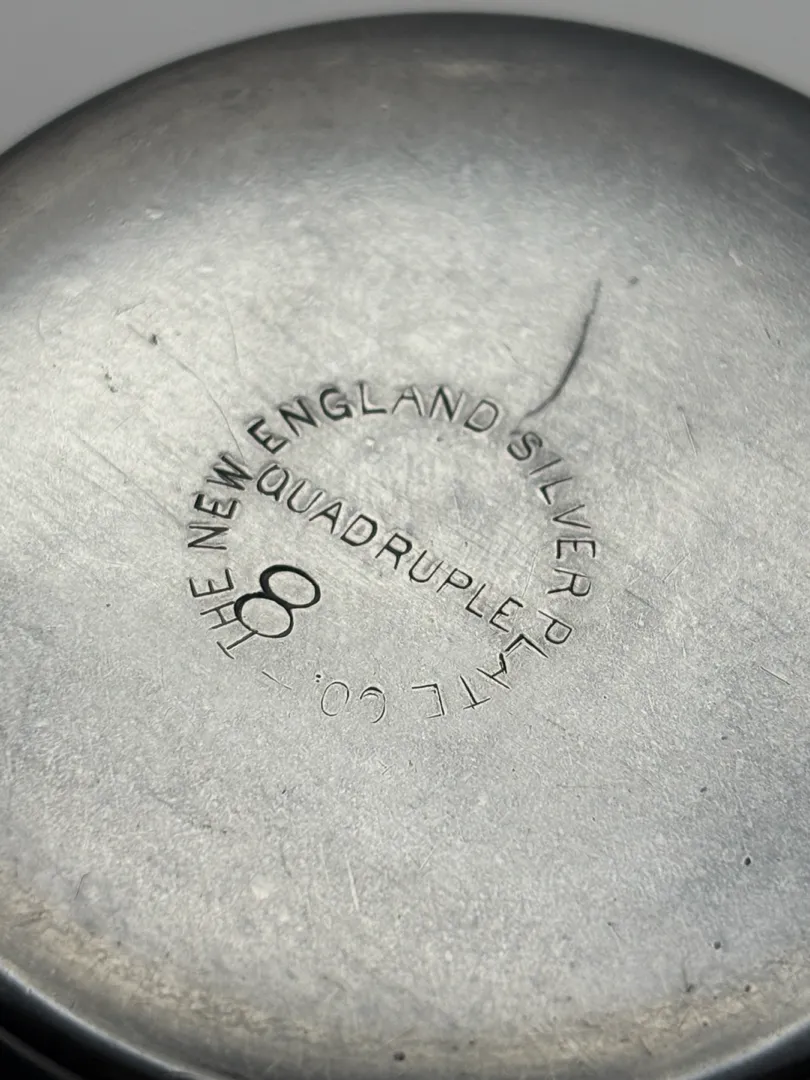 THE NEW ENGLAND SILVER PLATE CO.
QUADRUPLE
8